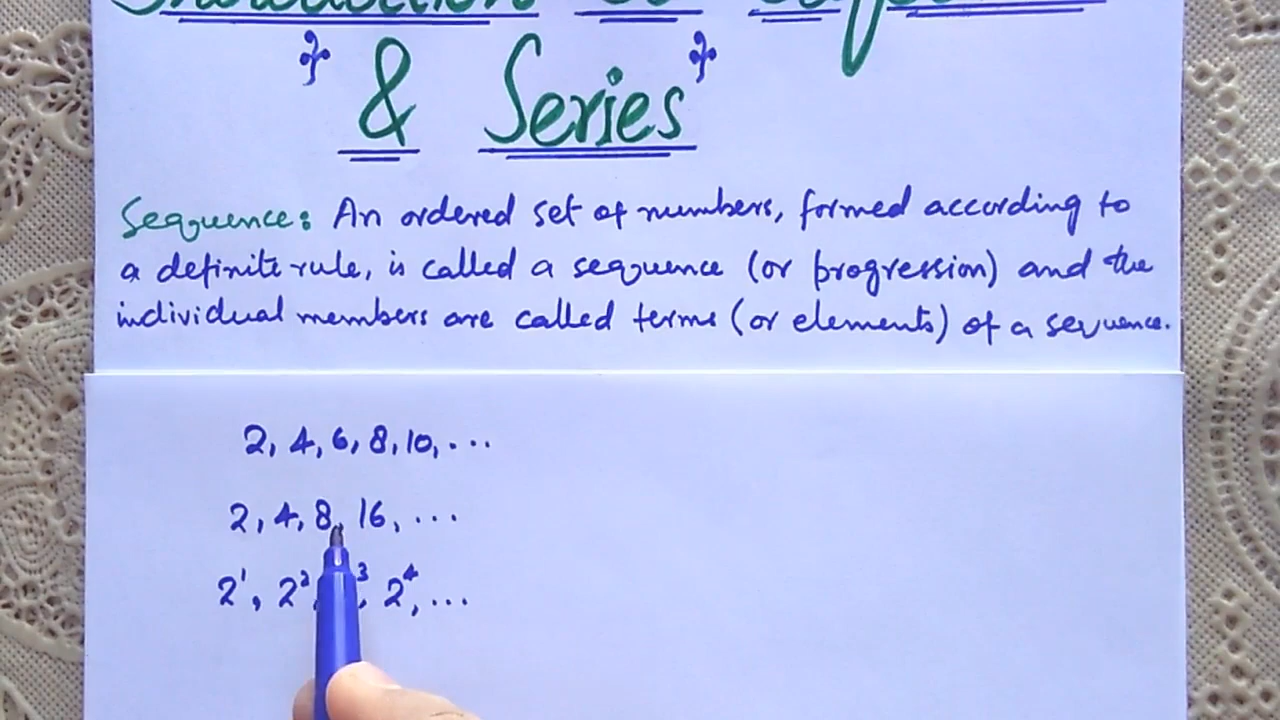 & Series
Sequence: An ordered set of numbers, formed according to
a definite rule, is called a sequence (or progression) and the
individual members are called terms (or elements) of a sequence.
2, 4, 6, 8, 10, ...
2, 4, 8, 16, ...
2¹, 2², ³, 2⁴, ...